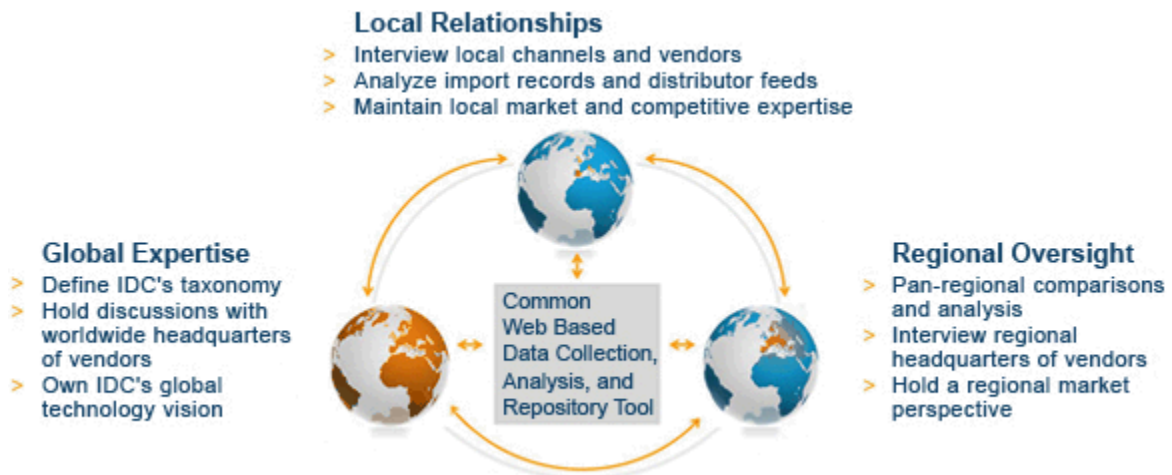 Local Relationships
> Interview local channels and vendors
> Analyze import records and distributor feeds
> Maintain local market and competitive expertise
Global Expertise
> Define IDC's taxonomy
> Hold discussions with
worldwide headquarters
of vendors
> Own IDC's global
technology vision
Common
Web Based
Data Collection,
Analysis, and
Repository Tool
Regional Oversight
> Pan-regional comparisons
and analysis
> Interview regional
headquarters of vendors
> Hold a regional market
perspective